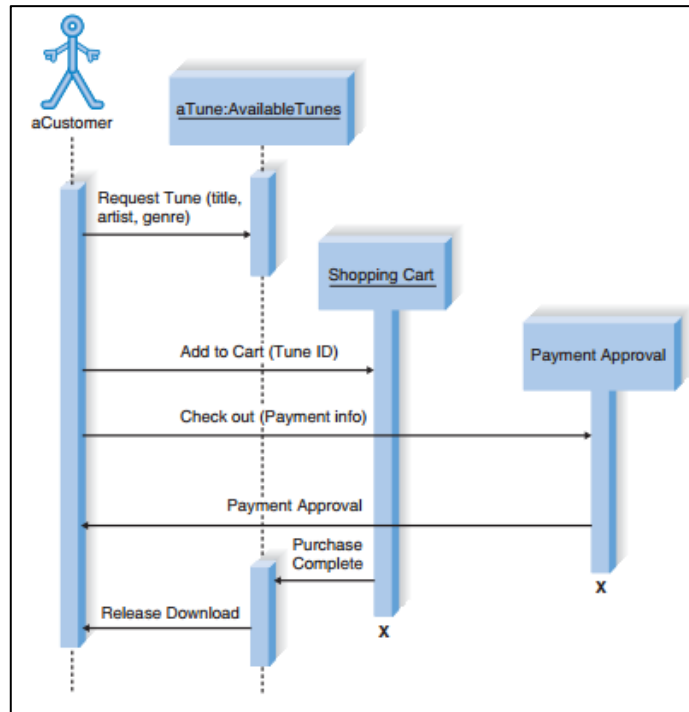 aCustomer
aTune:AvailableTunes
Request Tune (title,
artist, genre)
Shopping Cart
Payment Approval
Add to Cart (Tune ID)
Check out (Payment info)
Payment Approval
Purchase
Complete
X
Release Download
X